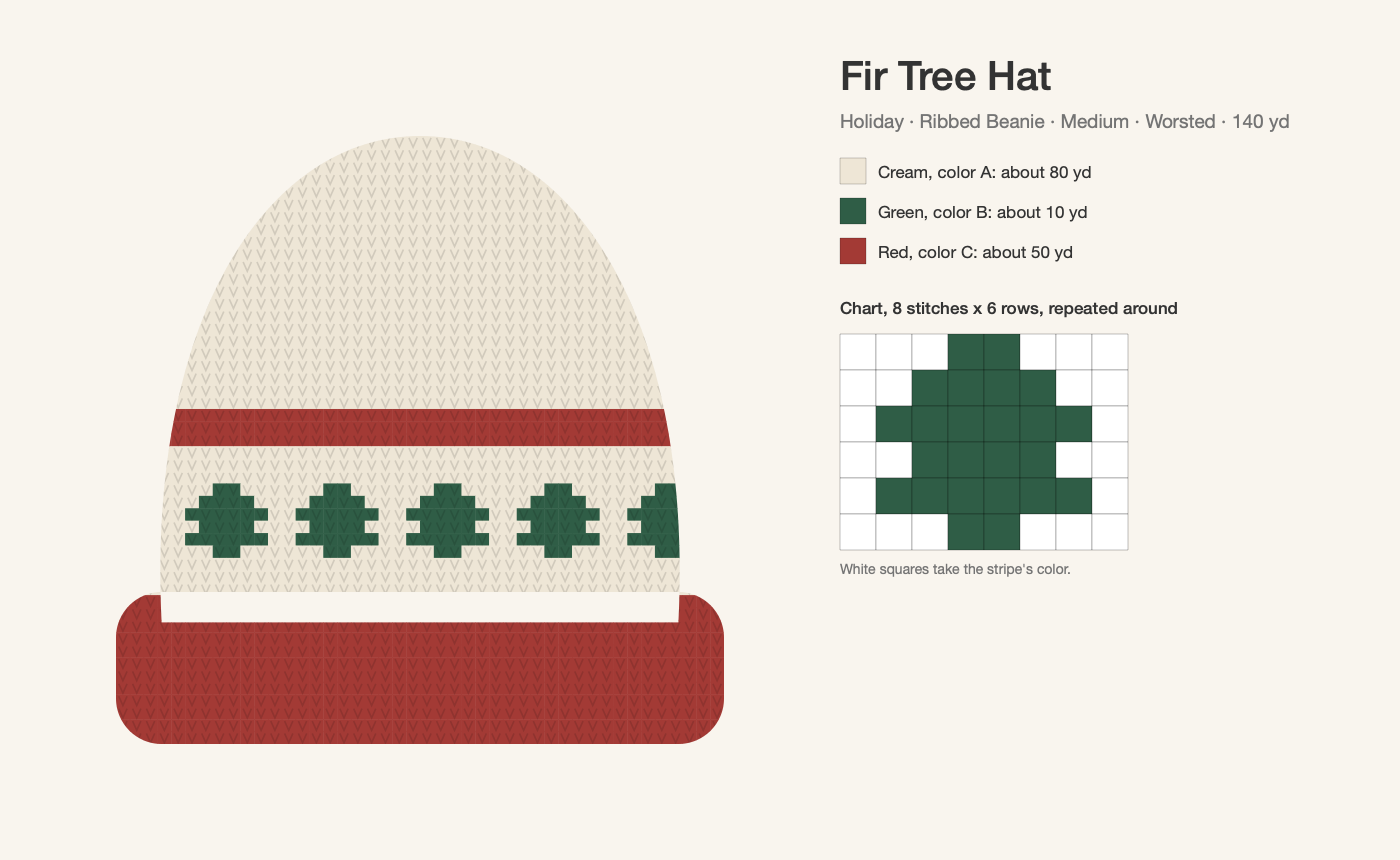 Fir Tree Hat
Holiday · Ribbed Beanie · Medium · Worsted · 140 yd
Cream, color A: about 80 yd
Green, color B: about 10 yd
Red, color C: about 50 yd
Chart, 8 stitches x 6 rows, repeated around
White squares take the stripe's color.